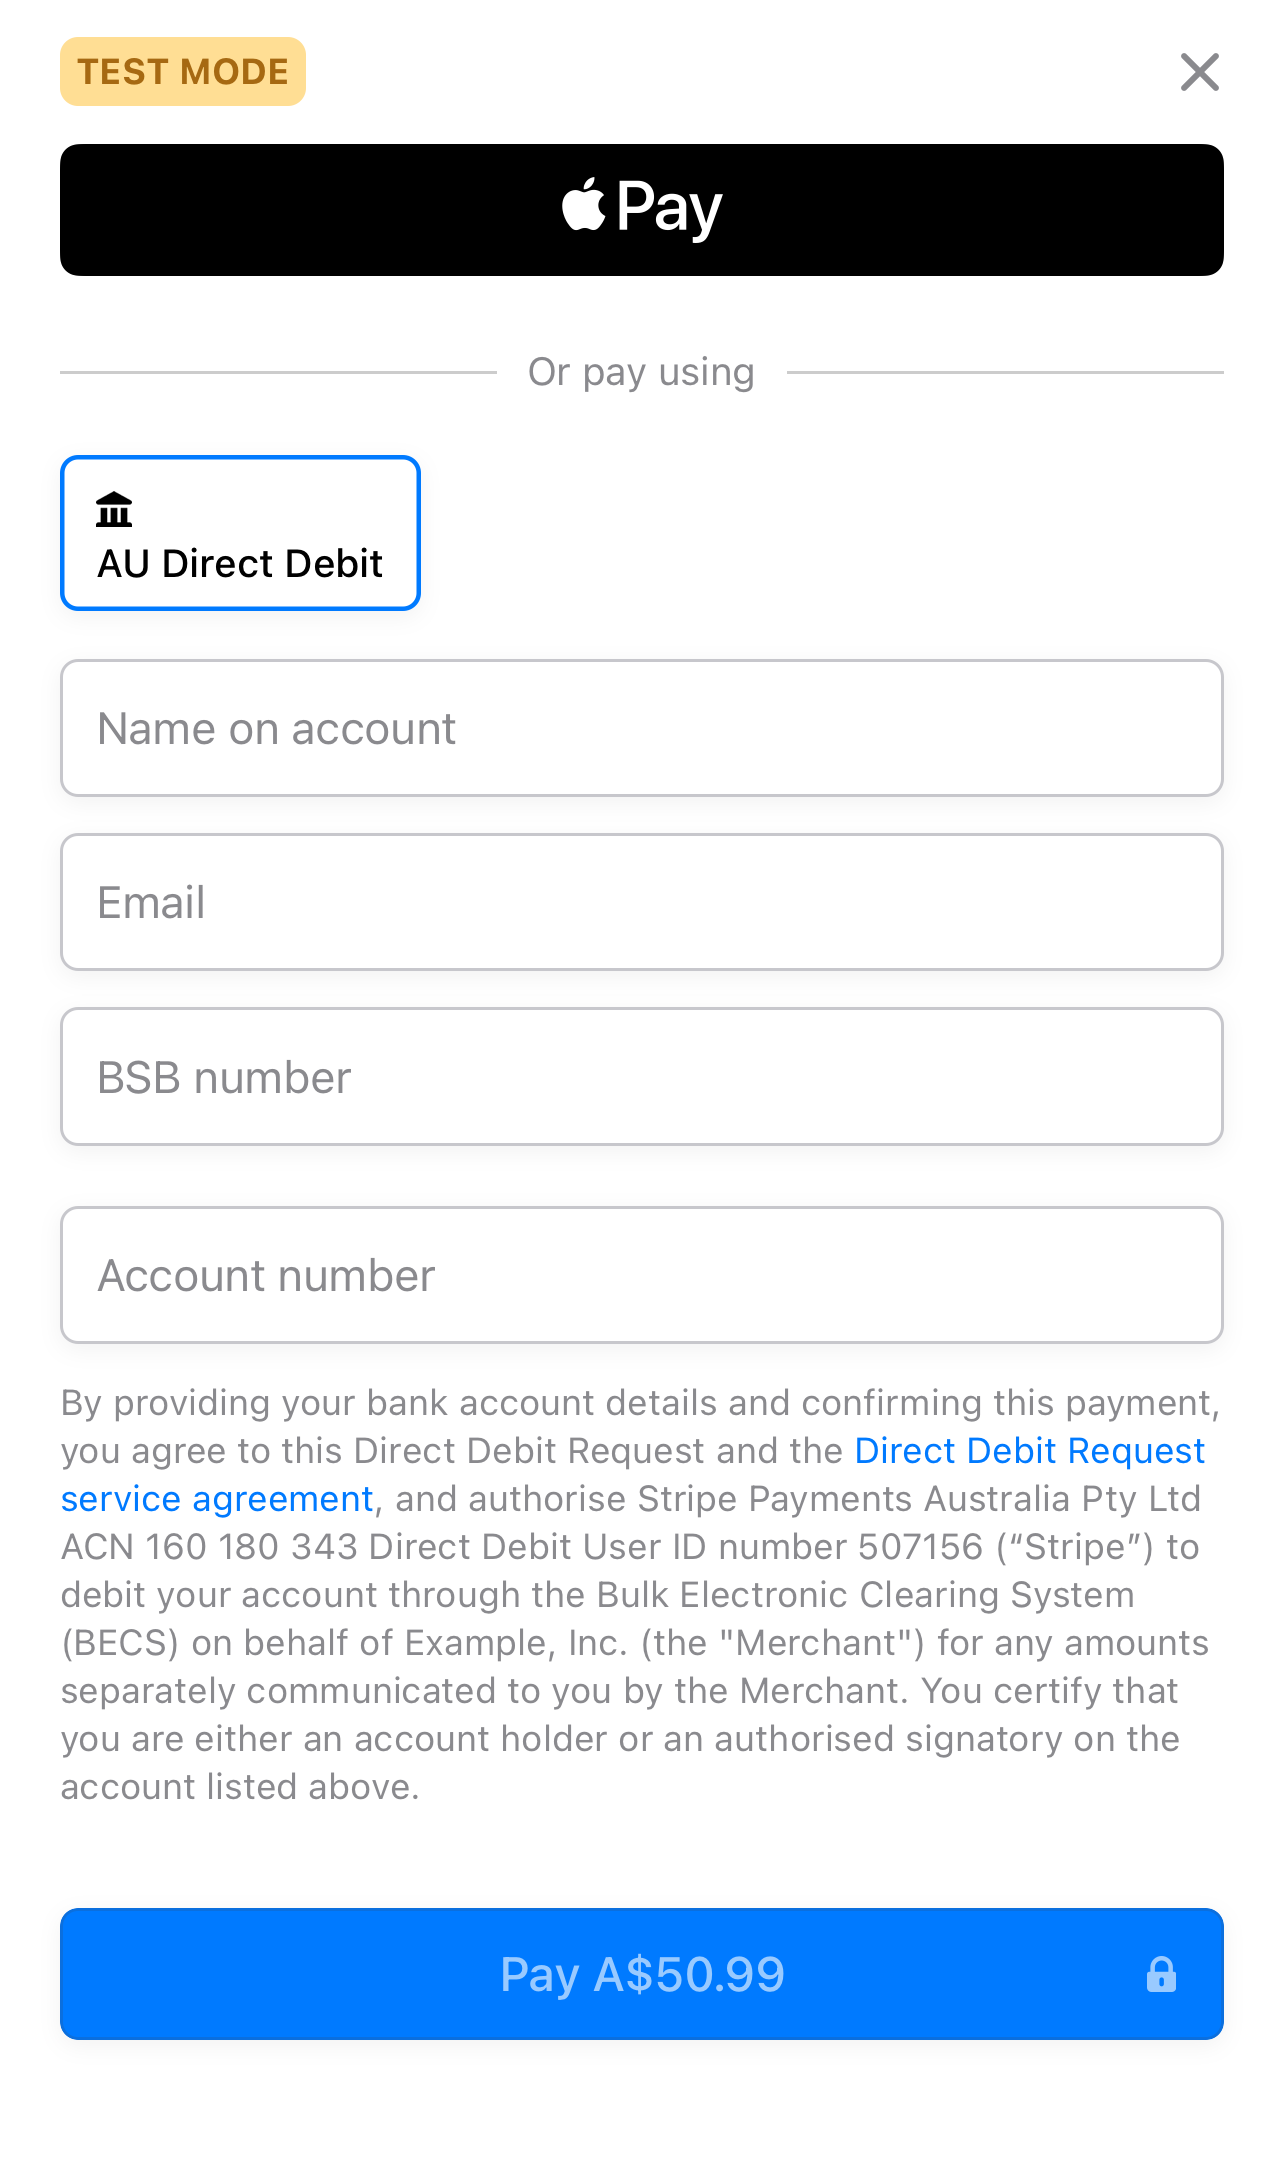 TEST MODE
Pay
Or pay using
AU Direct Debit
Name on account
Email
BSB number
Account number
By providing your bank account details and confirming this payment,
you agree to this Direct Debit Request and the Direct Debit Request
service agreement, and authorise Stripe Payments Australia Pty Ltd
ACN 160 180 343 Direct Debit User ID number 507156 (“Stripe”) to
debit your account through the Bulk Electronic Clearing System
(BECS) on behalf of Example, Inc. (the "Merchant") for any amounts
separately communicated to you by the Merchant. You certify that
you are either an account holder or an authorised signatory on the
account listed above.
Pay A$50.99